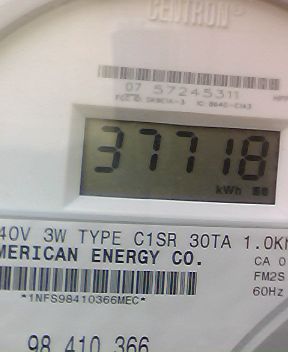 CENTRON®
07 57245311
37718
kWh
40V 3W TYPE C1SR 30TA 1.0K
MERICAN ENERGY CO.
CA 0
FM2S
60Hz
*1NFS98410366MEC*
98 410 366